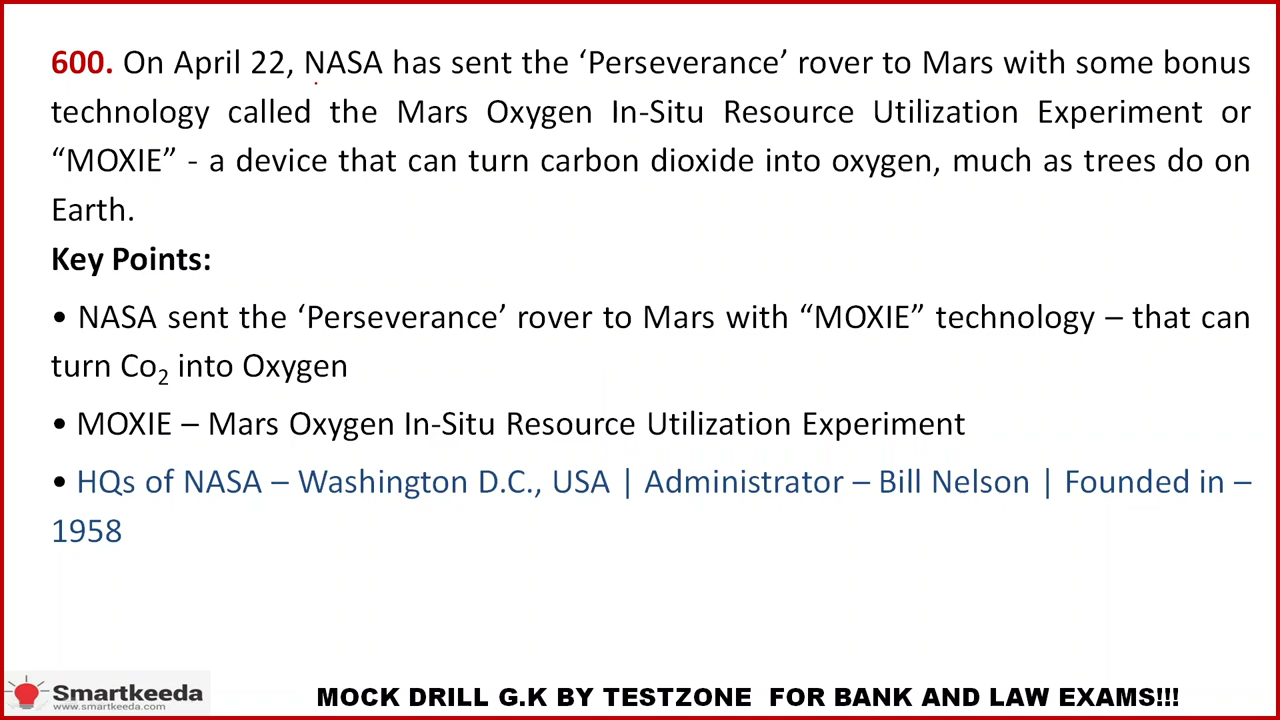 600. On April 22, NASA has sent the ‘Perseverance’ rover to Mars with some bonus
technology called the Mars Oxygen In-Situ Resource Utilization Experiment or
“MOXIE” - a device that can turn carbon dioxide into oxygen, much as trees do on
Earth.
Key Points:
• NASA sent the ‘Perseverance’ rover to Mars with “MOXIE” technology – that can
turn Co₂ into Oxygen
• MOXIE – Mars Oxygen In-Situ Resource Utilization Experiment
• HQs of NASA – Washington D.C., USA | Administrator – Bill Nelson | Founded in –
1958
Smartkeeda
www.smartkeeda.com
MOCK DRILL G.K BY TESTZONE FOR BANK AND LAW EXAMS!!!